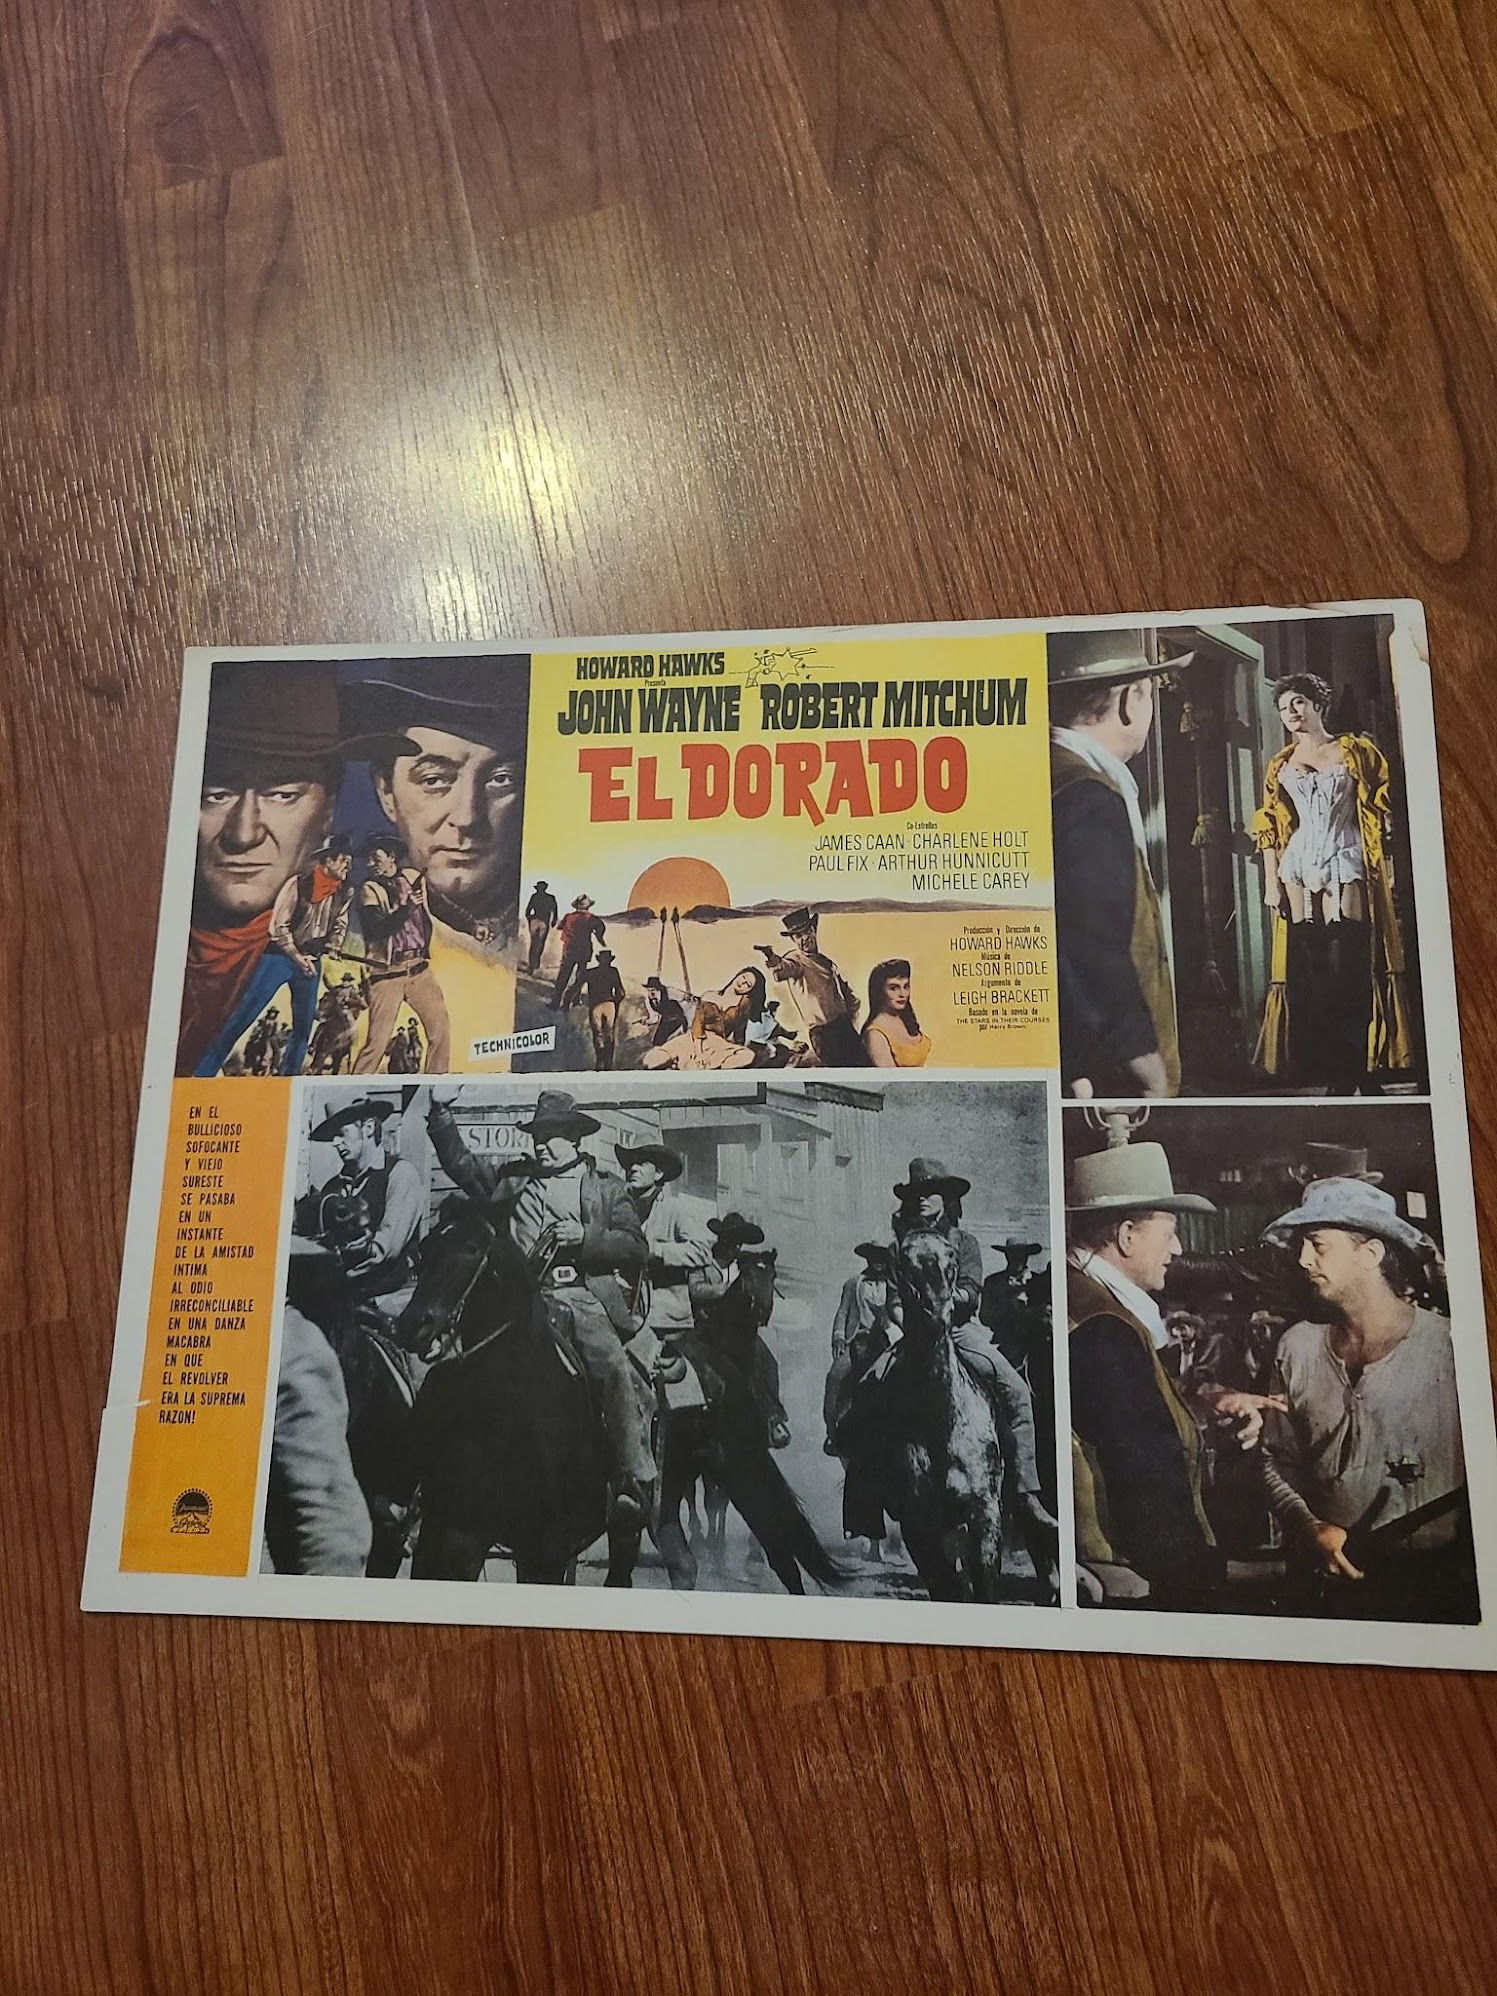 HOWARD HAWKS
Presenta
JOHN WAYNE ROBERT MITCHUM
EL DORADO
Co-Estrellas
JAMES CAAN · CHARLENE HOLT
PAUL FIX · ARTHUR HUNNICUTT
MICHELE CAREY
Producción y Dirección de
HOWARD HAWKS
Música de
NELSON RIDDLE
Argumento de
LEIGH BRACKETT
Basado en la novela de
THE STARS IN THEIR COURSES
por Harry Brown
TECHNICOLOR
EN EL
BULLICIOSO
SOFOCANTE
Y VIEJO
SURESTE
SE PASABA
EN UN
INSTANTE
DE LA AMISTAD
INTIMA
AL ODIO
IRRECONCILIABLE
EN UNA DANZA
MACABRA
EN QUE
EL REVOLVER
ERA LA SUPREMA
RAZON!
Paramount
STOR